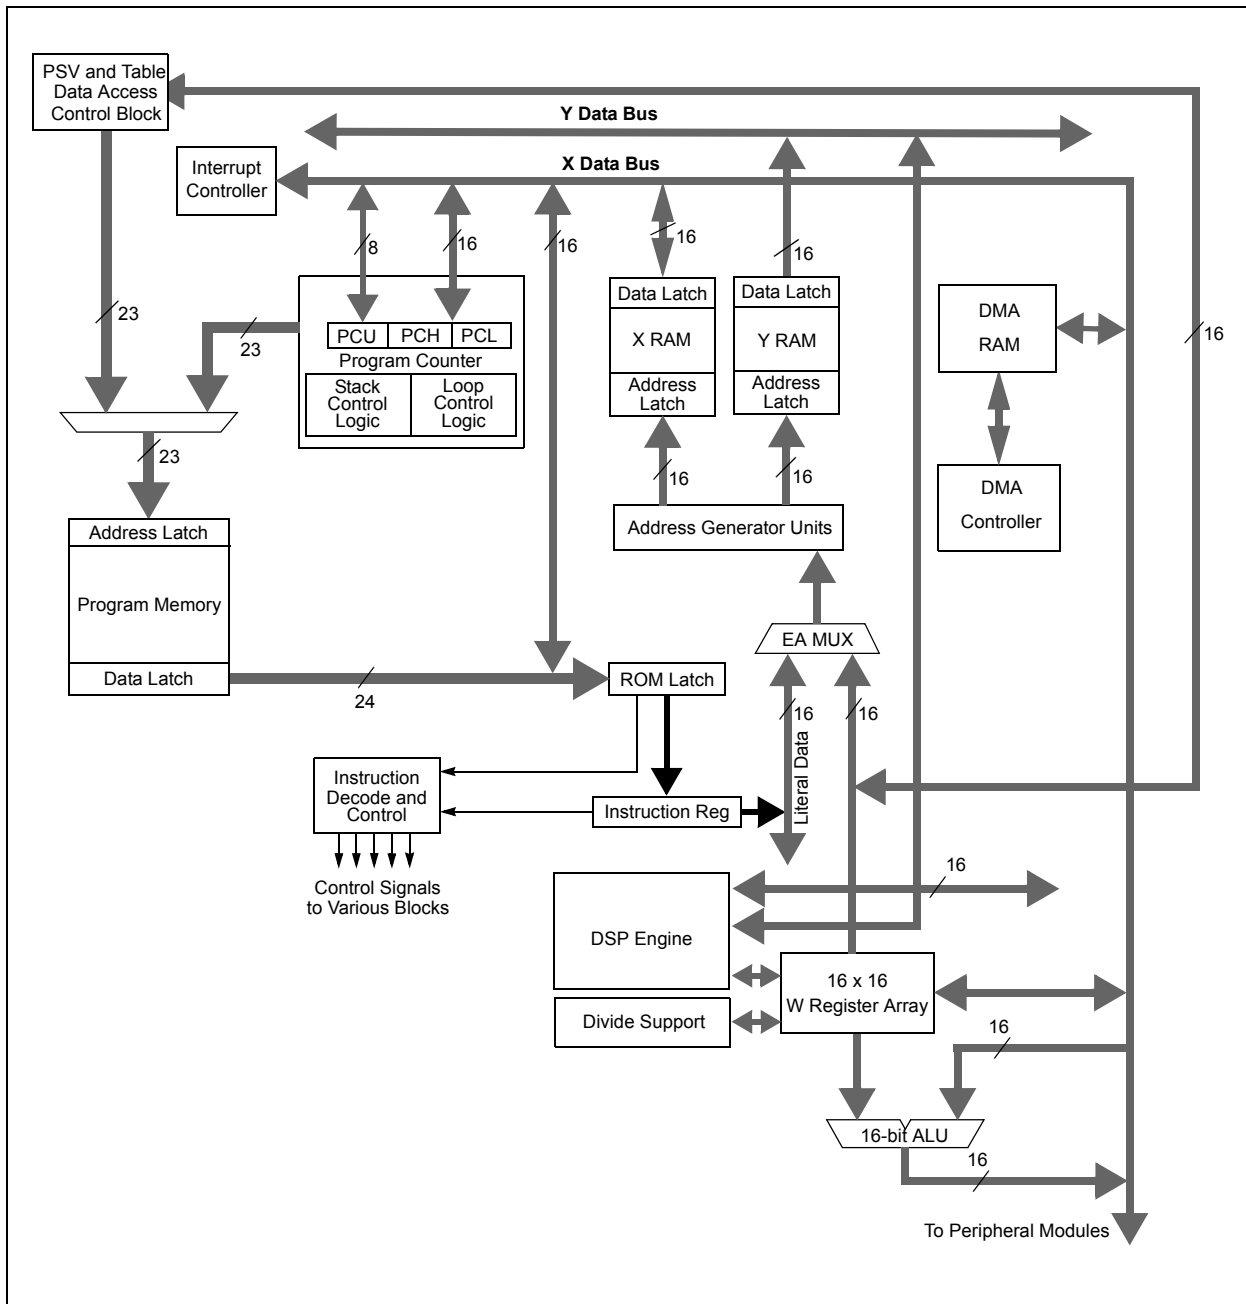 PSV and Table
Data Access
Control Block
Y Data Bus
Interrupt
Controller
X Data Bus
8
16
16
16
16
23
23
16
PCU
PCH
PCL
Program Counter
Stack
Control
Logic
Loop
Control
Logic
Data Latch
X RAM
Address
Latch
Data Latch
Y RAM
Address
Latch
DMA
RAM
23
16
16
DMA
Controller
Address Generator Units
Address Latch
Program Memory
Data Latch
24
EA MUX
ROM Latch
16
16
Literal Data
Instruction
Decode and
Control
Instruction Reg
Control Signals
to Various Blocks
16
DSP Engine
16 x 16
W Register Array
Divide Support
16
16-bit ALU
16
To Peripheral Modules